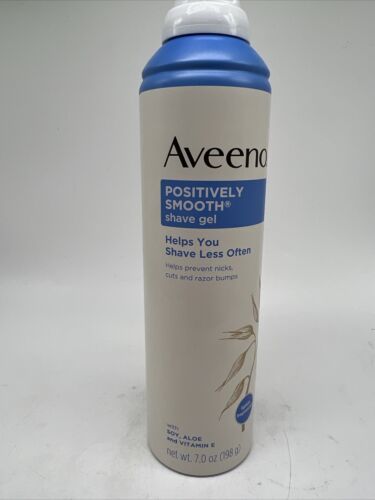 Aveeno
POSITIVELY
SMOOTH®
shave gel
Helps You
Shave Less Often
Helps prevent nicks,
cuts and razor bumps
with
SOY, ALOE
and VITAMIN E
net wt. 7.0 oz (198 g)